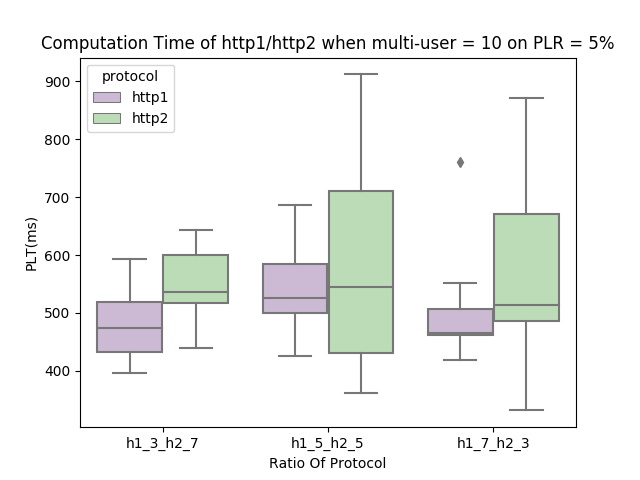 Computation Time of http1/http2 when multi-user = 10 on PLR = 5%
protocol
http1
http2
900
800
700
600
500
400
PLT(ms)
h1_3_h2_7 h1_5_h2_5 h1_7_h2_3
Ratio Of Protocol